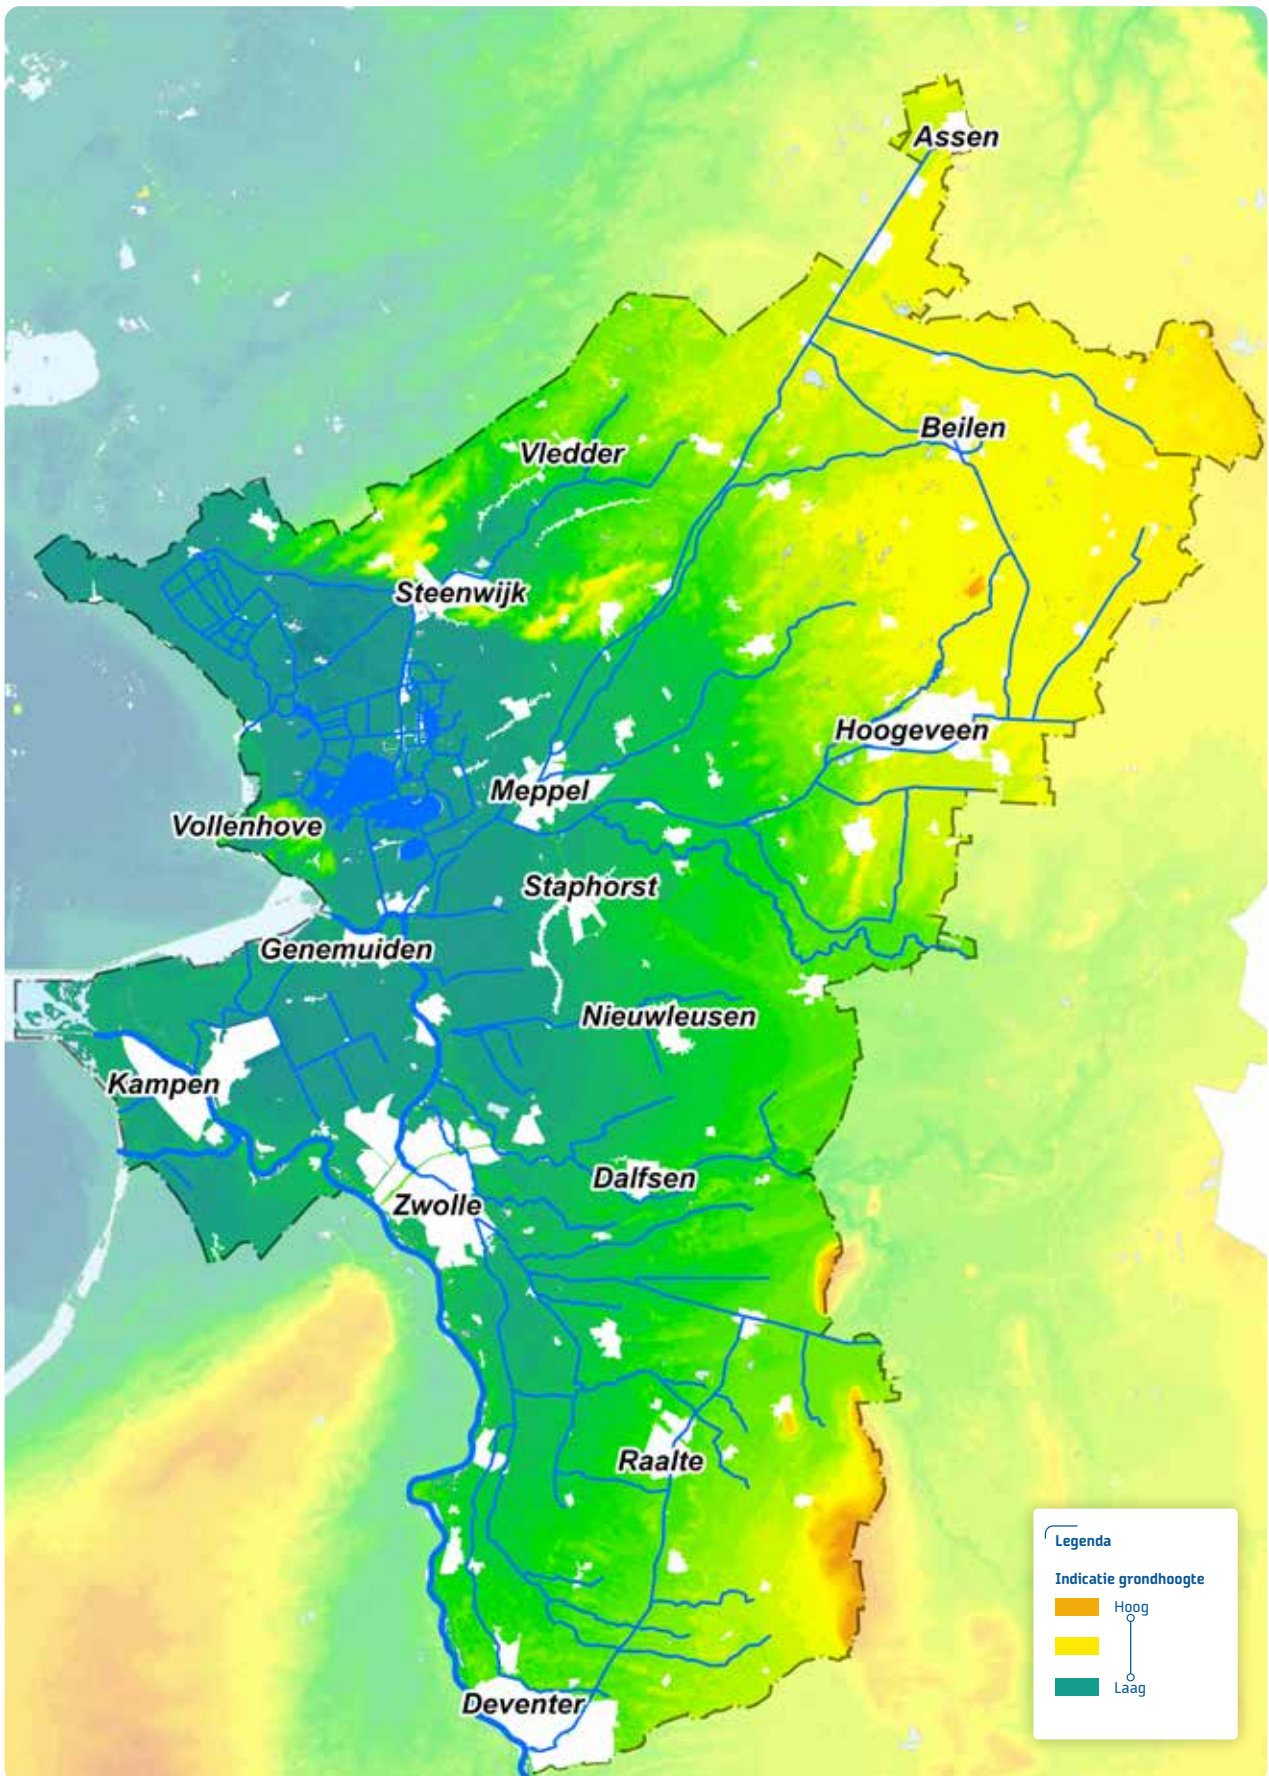 Assen
Beilen
Vledder
Steenwijk
Hoogeveen
Meppel
Vollenhove
Staphorst
Genemuiden
Nieuwleusen
Kampen
Dalfsen
Zwolle
Raalte
Deventer
Legenda
Indicatie grondhoogte
Hoog
Laag